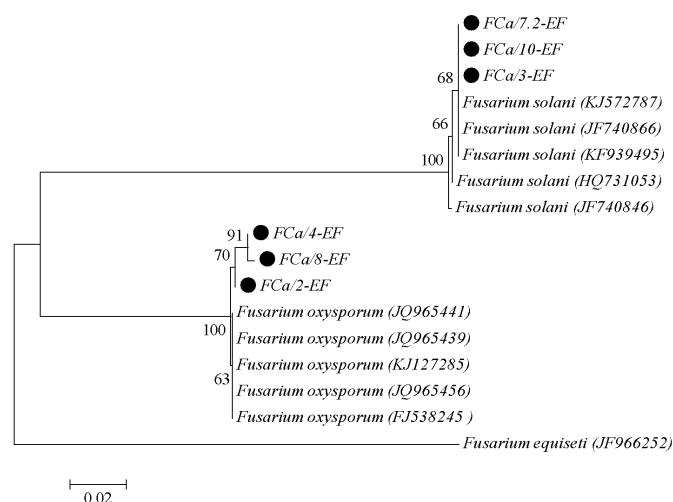 FCa/7.2-EF
FCa/10-EF
FCa/3-EF
68
Fusarium solani (KJ572787)
66
Fusarium solani (JF740866)
Fusarium solani (KF939495)
100
Fusarium solani (HQ731053)
Fusarium solani (JF740846)
91
FCa/4-EF
70
FCa/8-EF
FCa/2-EF
Fusarium oxysporum (JQ965441)
100
Fusarium oxysporum (JQ965439)
Fusarium oxysporum (KJ127285)
63
Fusarium oxysporum (JQ965456)
Fusarium oxysporum (FJ538245 )
Fusarium equiseti (JF966252)
0.02